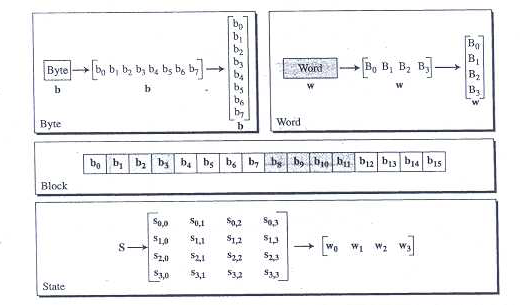 Byte → [b0 b1 b2 b3 b4 b5 b6 b7] → [b0 b1 b2 b3 b4 b5 b6 b7]
b b b
Byte
Word → [B0 B1 B2 B3] → [B0 B1 B2 B3]
w w w
Word
b0 b1 b2 b3 b4 b5 b6 b7 b8 b9 b10 b11 b12 b13 b14 b15
Block
s0,0 s0,1 s0,2 s0,3
s1,0 s1,1 s1,2 s1,3
S → s2,0 s2,1 s2,2 s2,3 → [w0 w1 w2 w3]
s3,0 s3,1 s3,2 s3,3
State